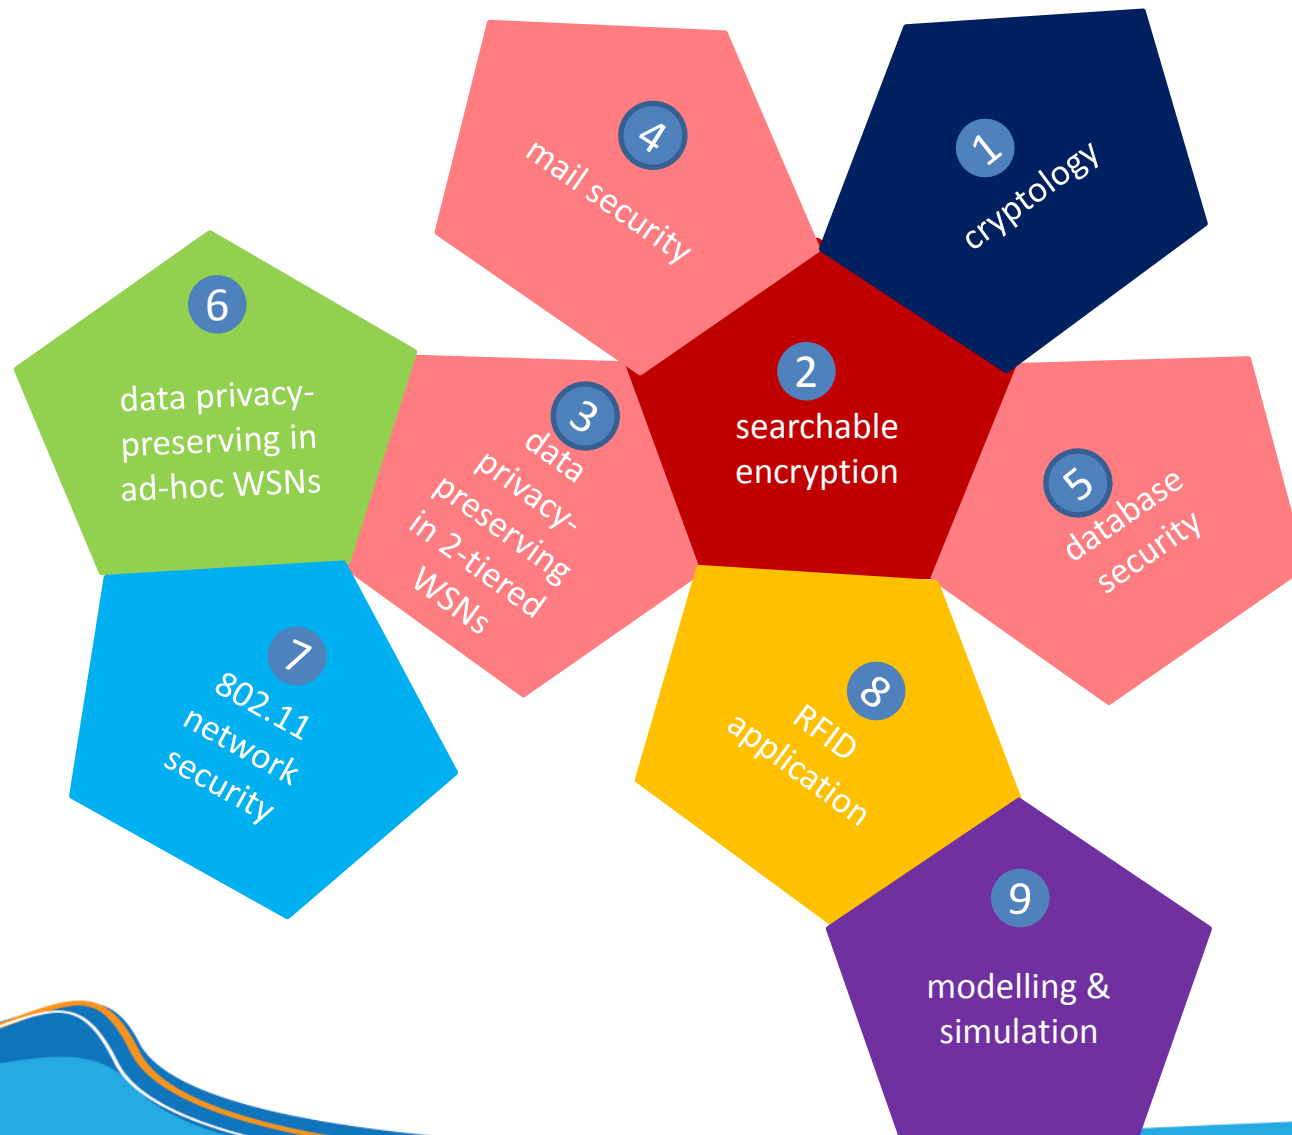 4
mail security
1
cryptology
6
data privacy-
preserving in
ad-hoc WSNs
3
data
privacy-
preserving
in 2-tiered
WSNs
2
searchable
encryption
5
database
security
7
802.11
network
security
8
RFID
application
9
modelling &
simulation